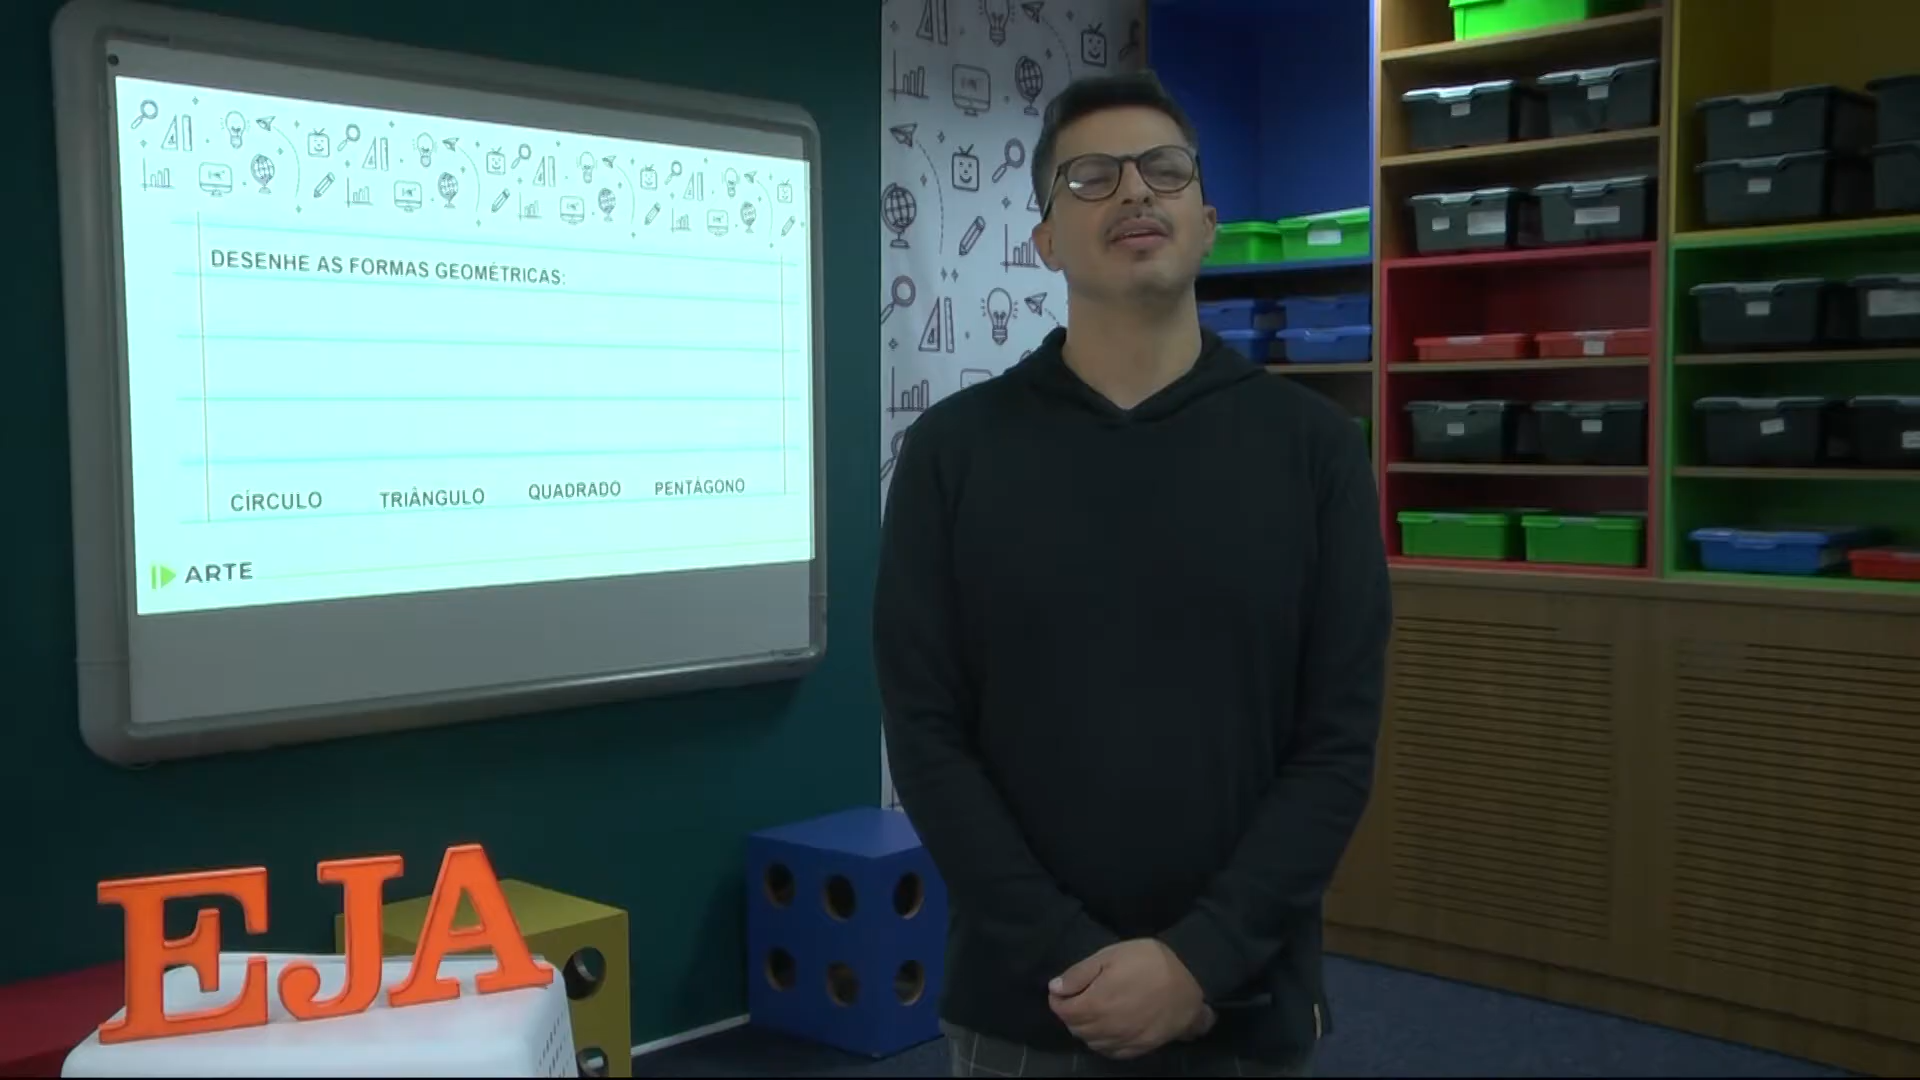 DESENHE AS FORMAS GEOMÉTRICAS:
CÍRCULO TRIÂNGULO QUADRADO PENTÁGONO
ARTE
EJA